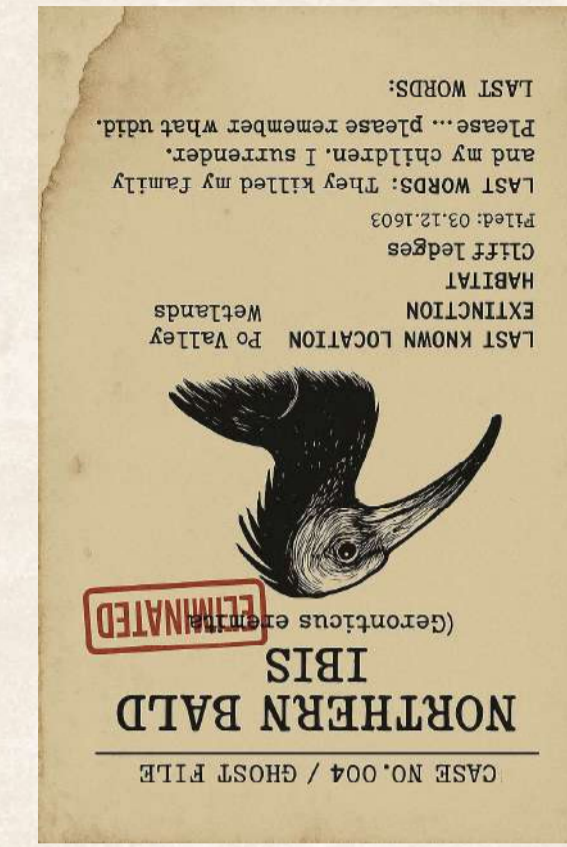 CASE NO.004 / GHOST FILE
NORTHERN BALD
IBIS
(Geronticus eremita
ELIMINATED
LAST KNOWN LOCATION Po Valley
EXTINCTION Wetlands
HABITAT
Cliff ledges
Piled: 03.12.1603
LAST WORDS: They killed my family
and my children. I surrender.
Please ... please remember what udid.
LAST WORDS: